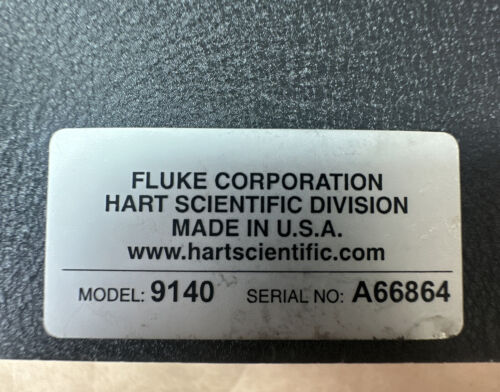 FLUKE CORPORATION
HART SCIENTIFIC DIVISION
MADE IN U.S.A.
www.hartscientific.com
MODEL: 9140 SERIAL NO: A66864